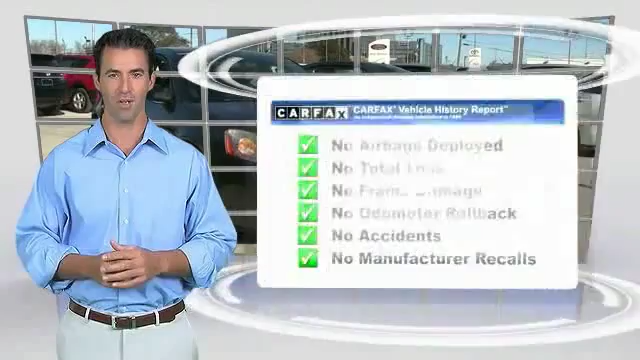 CARFAX CARFAX Vehicle History Report™
No Airbags Deployed
No Total Loss
No Frame Damage
No Odometer Rollback
No Accidents
No Manufacturer Recalls